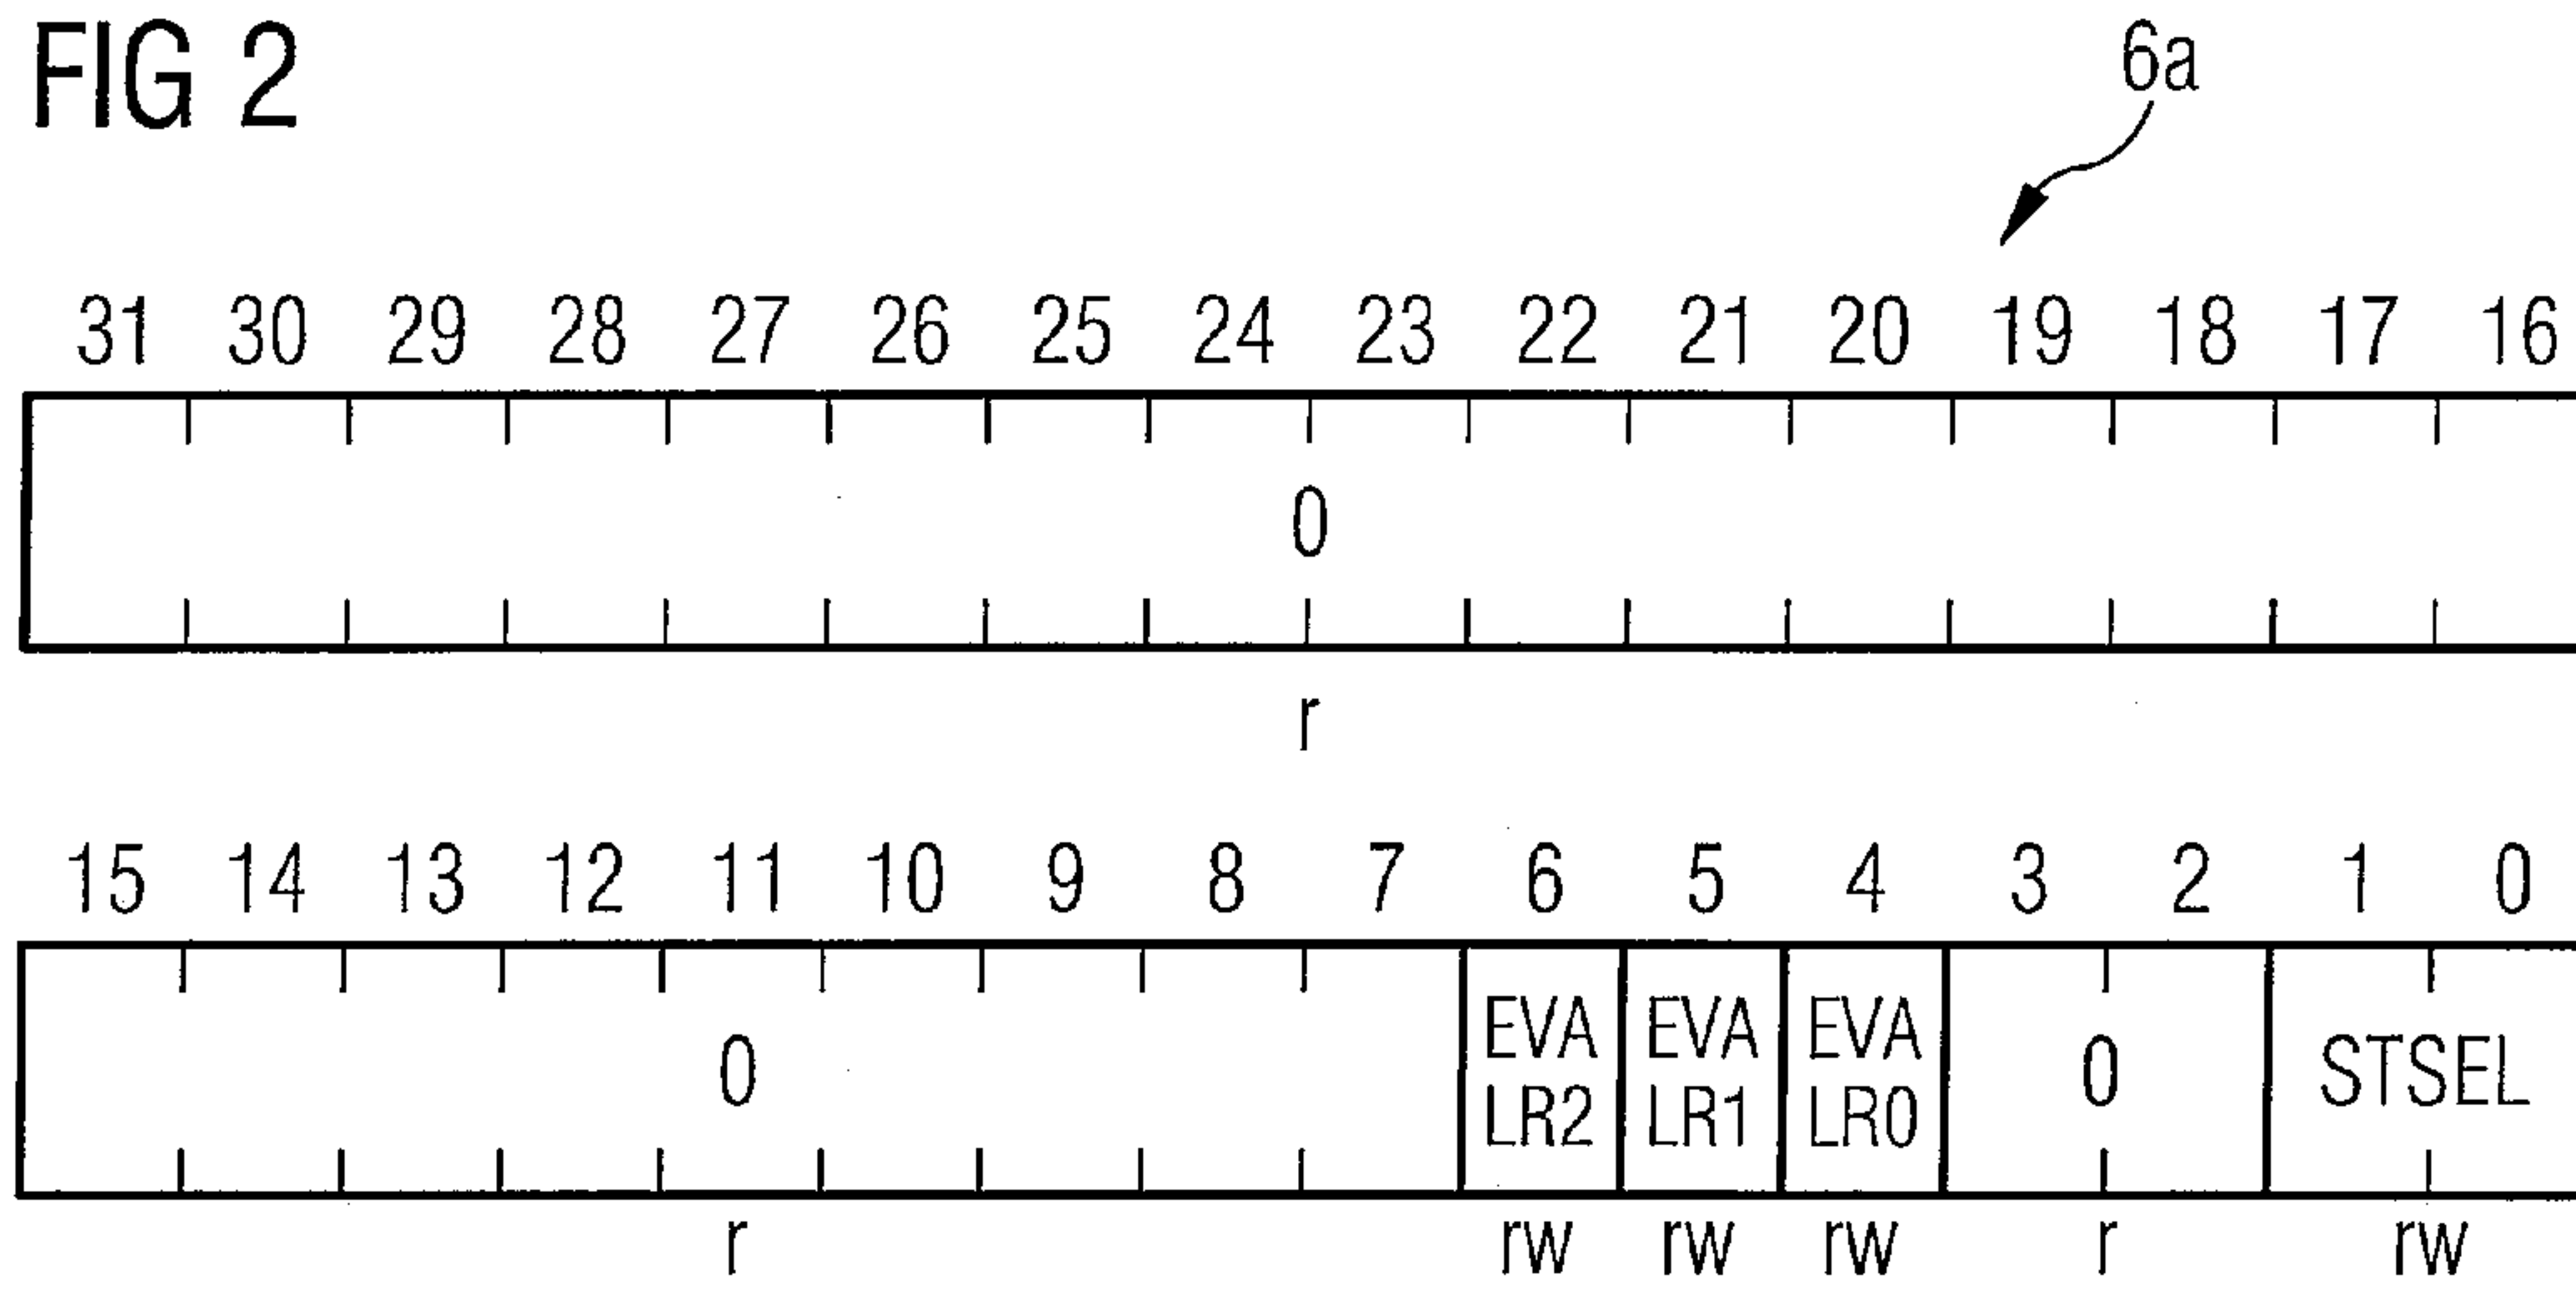 FIG 2
6a
31 30 29 28 27 26 25 24 23 22 21 20 19 18 17 16
0
r
15 14 13 12 11 10 9 8 7 6 5 4 3 2 1 0
0 EVA LR2 EVA LR1 EVA LR0 0 STSEL
r rw rw rw r rw